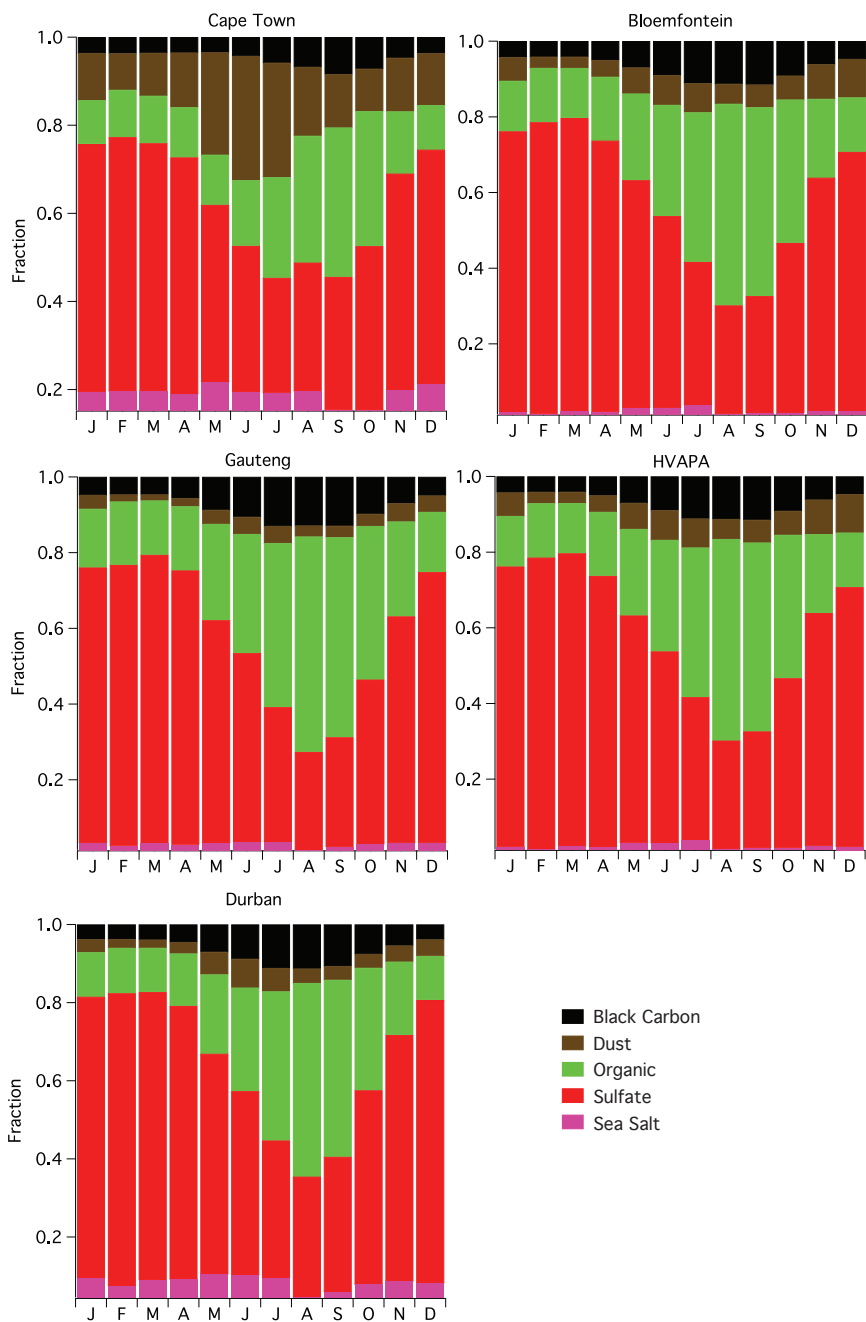 Cape Town
Bloemfontein
1.0
0.8
0.6
0.4
0.2
Fraction
J F M A M J J A S O N D
1.0
0.8
0.6
0.4
0.2
J F M A M J J A S O N D
Gauteng
HVAPA
1.0
0.8
0.6
0.4
0.2
Fraction
J F M A M J J A S O N D
1.0
0.8
0.6
0.4
0.2
J F M A M J J A S O N D
Durban
1.0
0.8
0.6
0.4
0.2
Fraction
J F M A M J J A S O N D
Black Carbon
Dust
Organic
Sulfate
Sea Salt